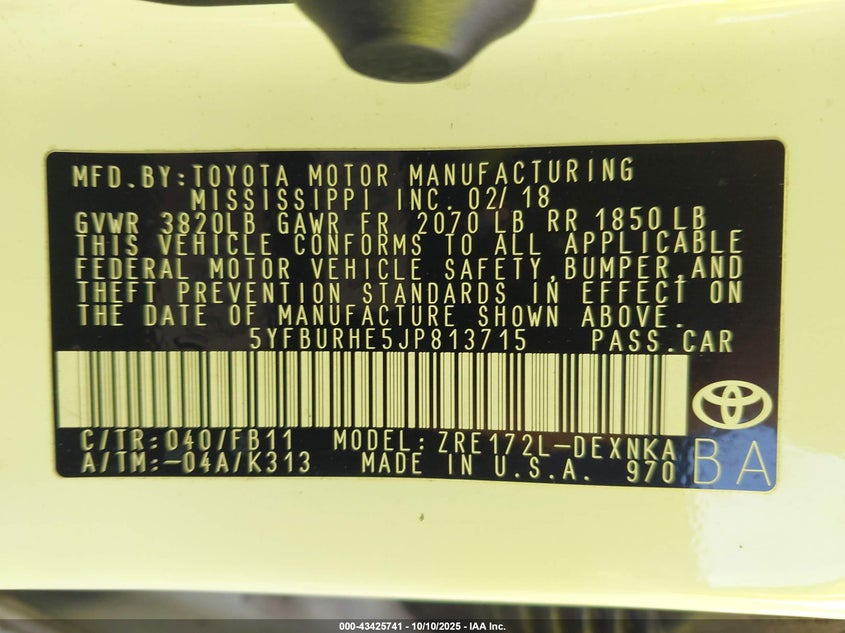 MFD.BY:TOYOTA MOTOR MANUFACTURING
MISSISSIPPI INC. 02/18
GVWR 3820LB GAWR FR 2070 LB RR 1850 LB
THIS VEHICLE CONFORMS TO ALL APPLICABLE
FEDERAL MOTOR VEHICLE SAFETY,BUMPER,AND
THEFT PREVENTION STANDARDS IN EFFECT ON
THE DATE OF MANUFACTURE SHOWN ABOVE.
5YFBURHE5JP813715 PASS.CAR
C/TR:040/FB11 MODEL:ZRE172L-DEXNKA
A/TM:-04A/K313 MADE IN U.S.A. 970
BA
000-43425741 | 10/10/2025 - IAA Inc.